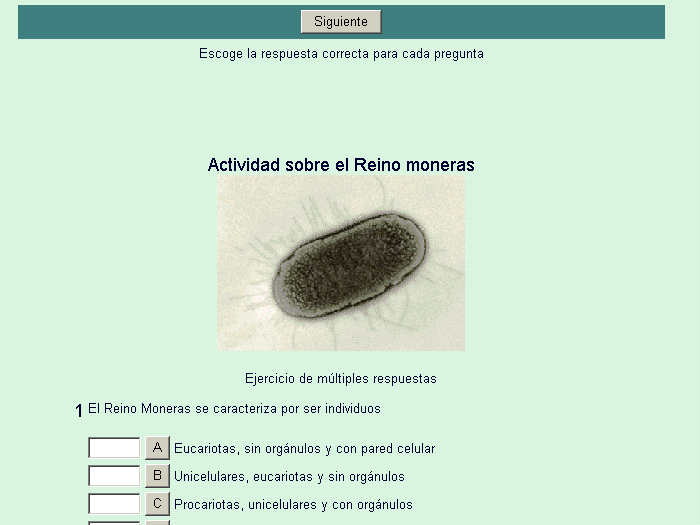 Siguiente
Escoge la respuesta correcta para cada pregunta
Actividad sobre el Reino moneras
Ejercicio de múltiples respuestas
1 El Reino Moneras se caracteriza por ser individuos
A Eucariotas, sin orgánulos y con pared celular
B Unicelulares, eucariotas y sin orgánulos
C Procariotas, unicelulares y con orgánulos